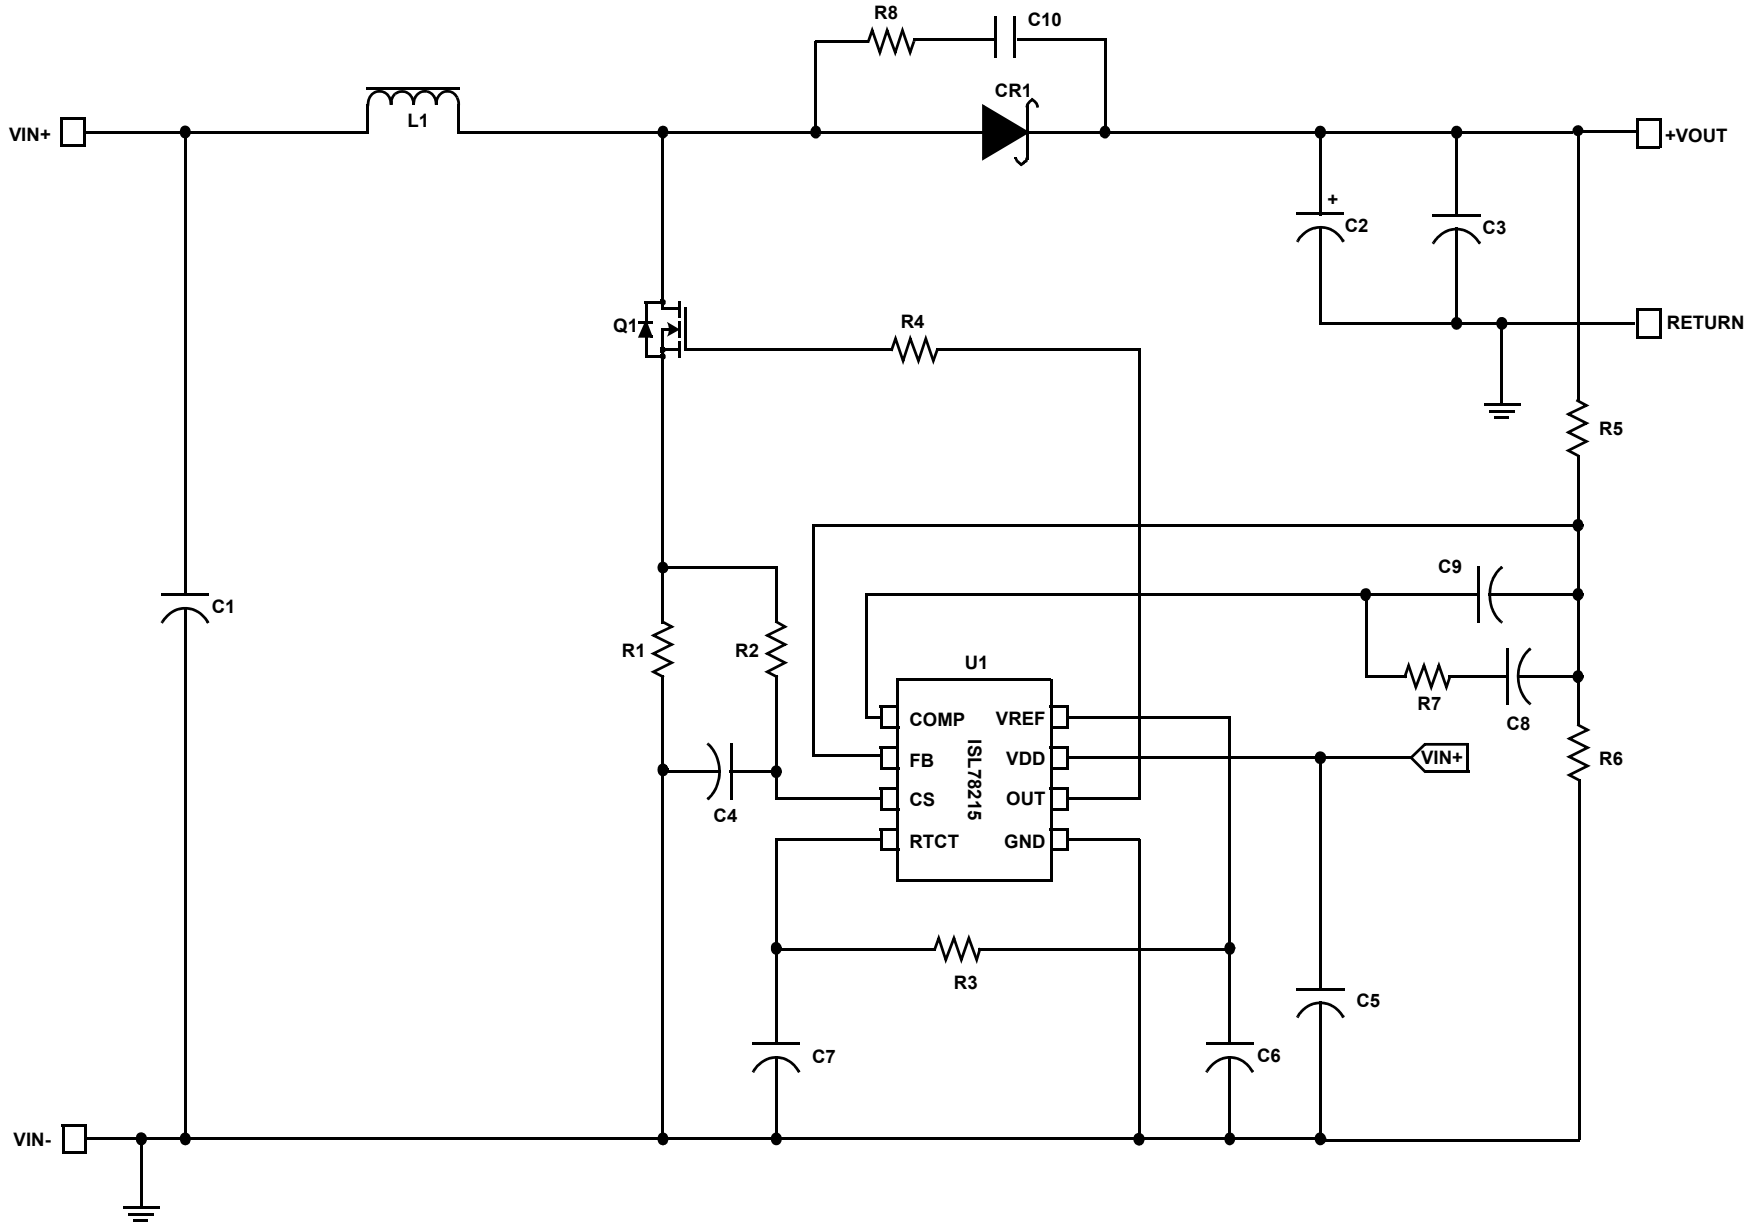 R8
C10
CR1
VIN+
L1
+VOUT
+
C2
C3
Q1
R4
RETURN
R5
C9
C1
R1
R2
U1
R7
C8
COMP
VREF
FB
VDD
VIN+
R6
CS
OUT
ISL78215
C4
RTCT
GND
R3
C5
C7
C6
VIN-